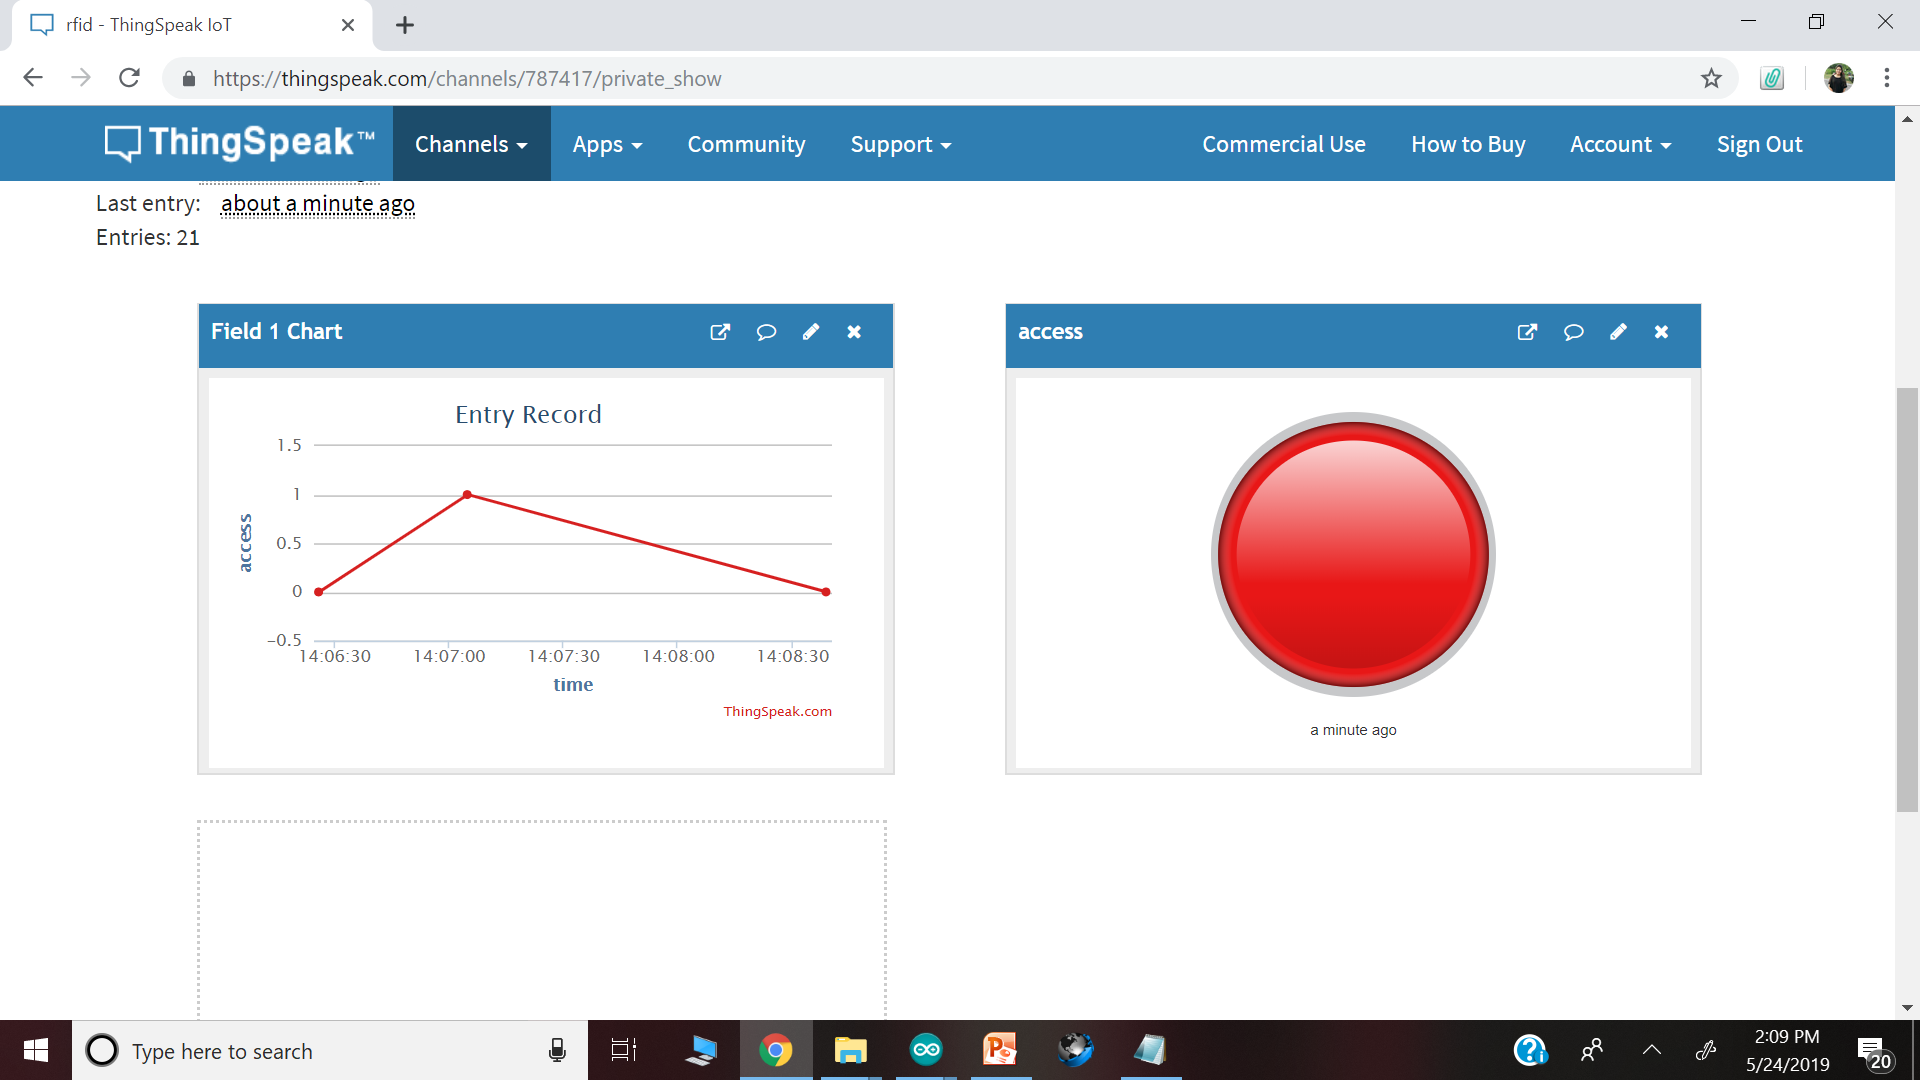 rfid - ThingSpeak IoT
https://thingspeak.com/channels/787417/private_show
ThingSpeak™ Channels Apps Community Support Commercial Use How to Buy Account Sign Out
Last entry: about a minute ago
Entries: 21
Field 1 Chart
Entry Record
1.5
1
0.5
0
−0.5
access
14:06:30 14:07:00 14:07:30 14:08:00 14:08:30
time
ThingSpeak.com
access
a minute ago
Type here to search
2:09 PM
5/24/2019
20